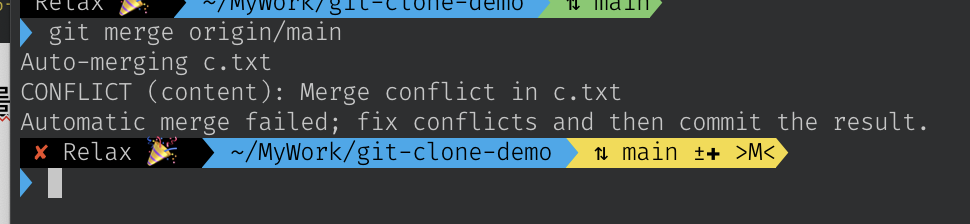 Relax 🎉 ~/MyWork/git-clone-demo ⇅ main
git merge origin/main
Auto-merging c.txt
CONFLICT (content): Merge conflict in c.txt
Automatic merge failed; fix conflicts and then commit the result.
✘ Relax 🎉 ~/MyWork/git-clone-demo ⇅ main ±✚ >M<